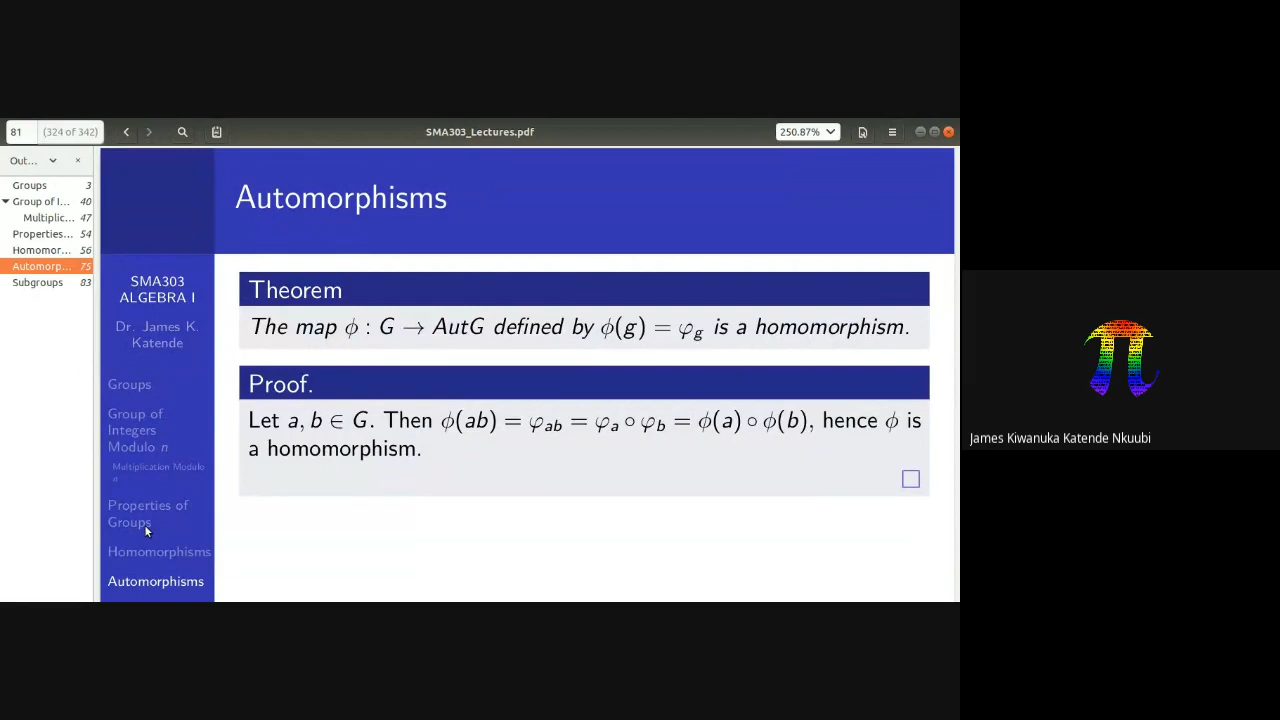 81 (324 of 342)
SMA303_Lectures.pdf
250.87%
Out...
Groups 3
Group of I... 40
Multiplic... 47
Properties... 54
Homomor... 56
Automorp... 75
Subgroups 83
Automorphisms
SMA303
ALGEBRA I
Dr. James K.
Katende
Groups
Group of
Integers
Modulo n
Multiplication Modulo
n
Properties of
Groups
Homomorphisms
Automorphisms
Theorem
The map ϕ : G → AutG defined by ϕ(g) = φ_g is a homomorphism.
Proof.
Let a, b ∈ G. Then ϕ(ab) = φ_ab = φ_a ∘ φ_b = ϕ(a) ∘ ϕ(b), hence ϕ is
a homomorphism.
James Kiwanuka Katende Nkuubi